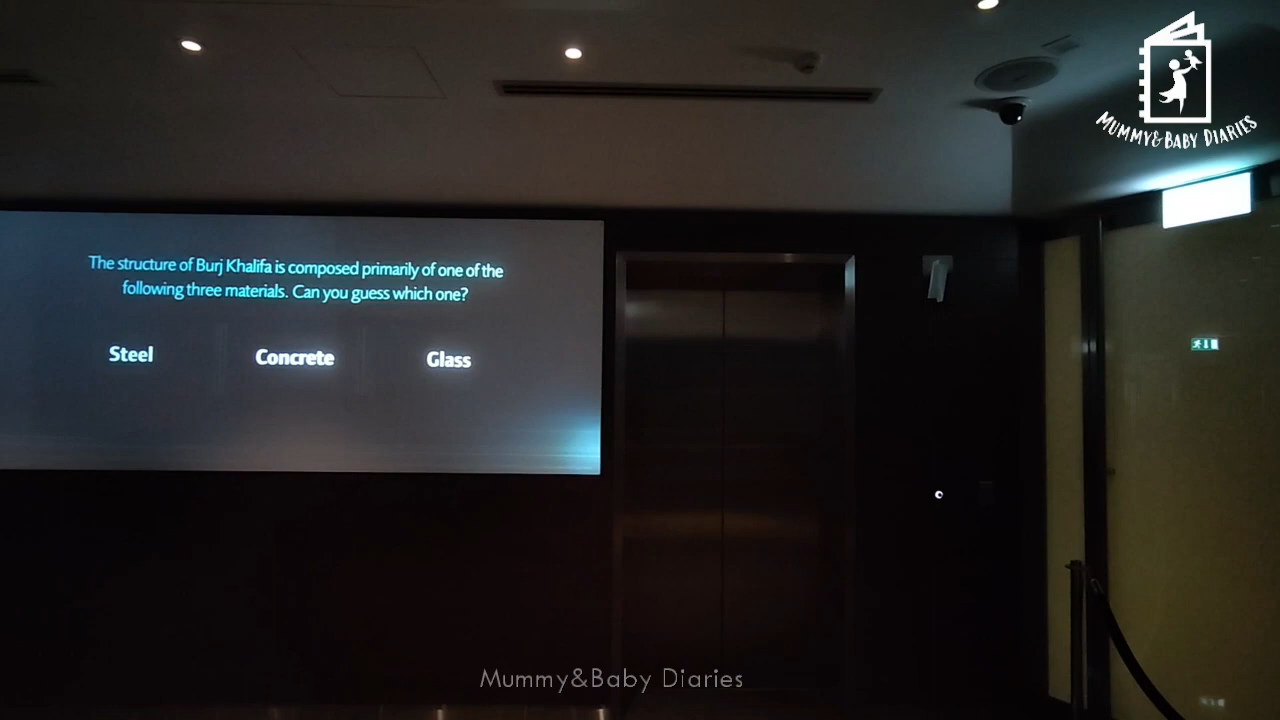 Mummy&Baby Diaries
The structure of Burj Khalifa is composed primarily of one of the
following three materials. Can you guess which one?
Steel Concrete Glass
Mummy&Baby Diaries